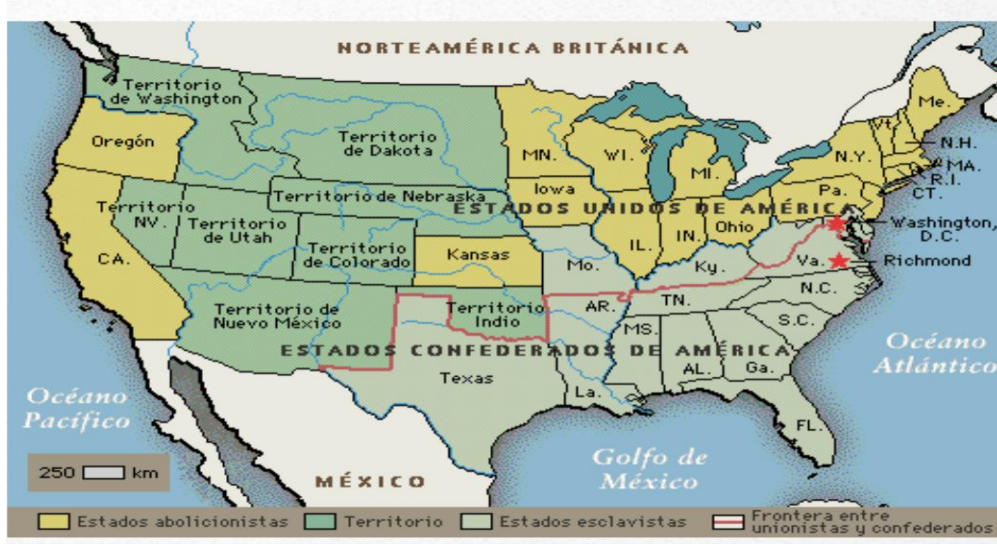 NORTEAMÉRICA BRITÁNICA
Territorio
de Washington
Oregón
Territorio
de Dakota
MN.
WI.
MI.
Me.
Vt.
N.H.
N.Y.
MA.
R.I.
CT.
Pa.
Iowa
Territorio de Nebraska
ESTADOS UNIDOS DE AMÉRICA
Territorio
NV.
Territorio
de Utah
Territorio
de Colorado
Kansas
IL.
IN.
Ohio
Washington,
D.C.
CA.
Mo.
Ky.
Va.
Richmond
N.C.
Territorio de
Nuevo México
Territorio
Indio
AR.
TN.
S.C.
MS.
ESTADOS CONFEDERADOS DE AMÉRICA
Océano
Atlántico
Texas
AL.
Ga.
La.
FL.
Océano
Pacífico
Golfo de
México
250 km
MÉXICO
Estados abolicionistas
Territorio
Estados esclavistas
Frontera entre
unionistas y confederados